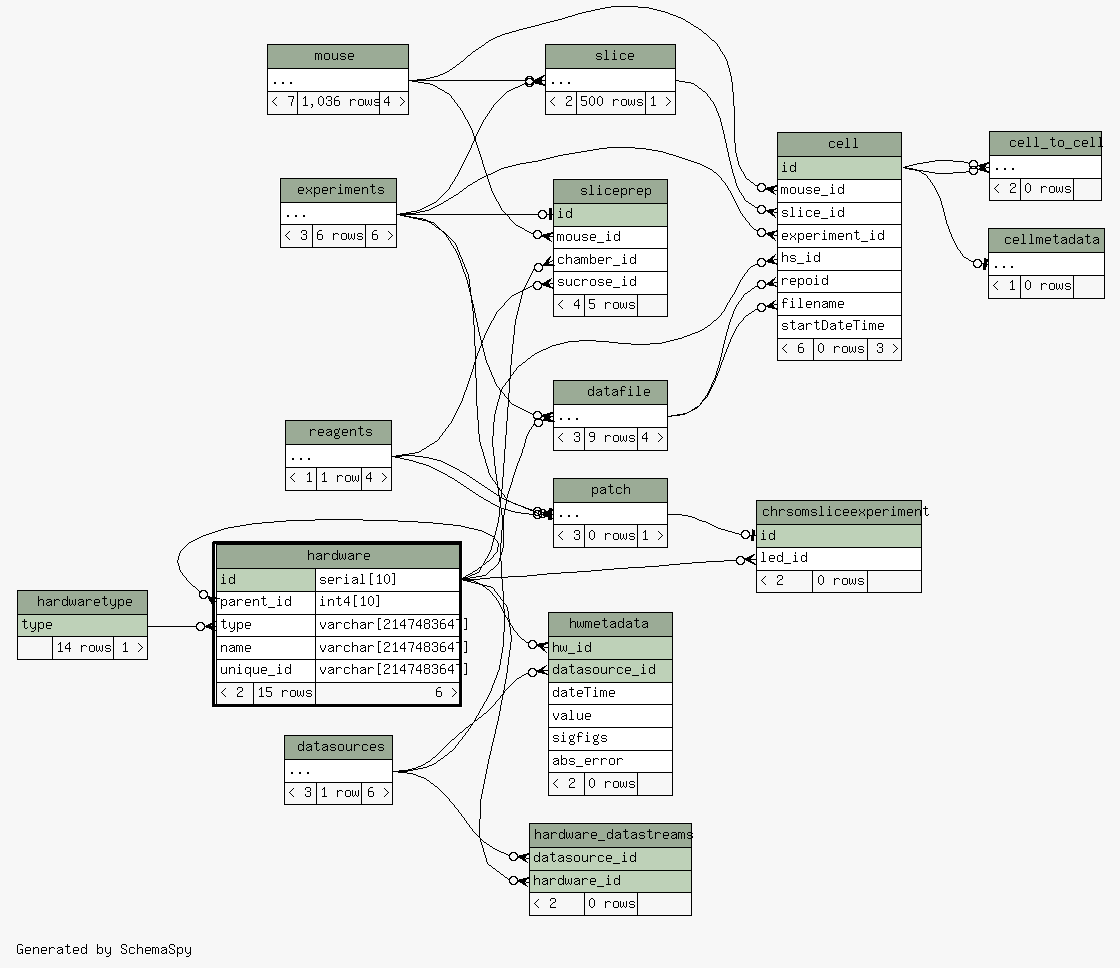 mouse
...
< 7 1,036 rows 4 >
slice
...
< 2 500 rows 1 >
cell
id
mouse_id
slice_id
experiment_id
hs_id
repoid
filename
startDateTime
< 6 0 rows 3 >
cell_to_cell
...
< 2 0 rows
cellmetadata
...
< 1 0 rows
experiments
...
< 3 6 rows 6 >
sliceprep
id
mouse_id
chamber_id
sucrose_id
< 4 5 rows
datafile
...
< 3 9 rows 4 >
reagents
...
< 1 1 row 4 >
patch
...
< 3 0 rows 1 >
chrsomsliceexperiment
id
led_id
< 2 0 rows
hardware
id serial[10]
parent_id int4[10]
type varchar[2147483647]
name varchar[2147483647]
unique_id varchar[2147483647]
< 2 15 rows 6 >
hardwaretype
type
14 rows 1 >
hwmetadata
hw_id
datasource_id
dateTime
value
sigfigs
abs_error
< 2 0 rows
datasources
...
< 3 1 row 6 >
hardware_datastreams
datasource_id
hardware_id
< 2 0 rows
Generated by SchemaSpy